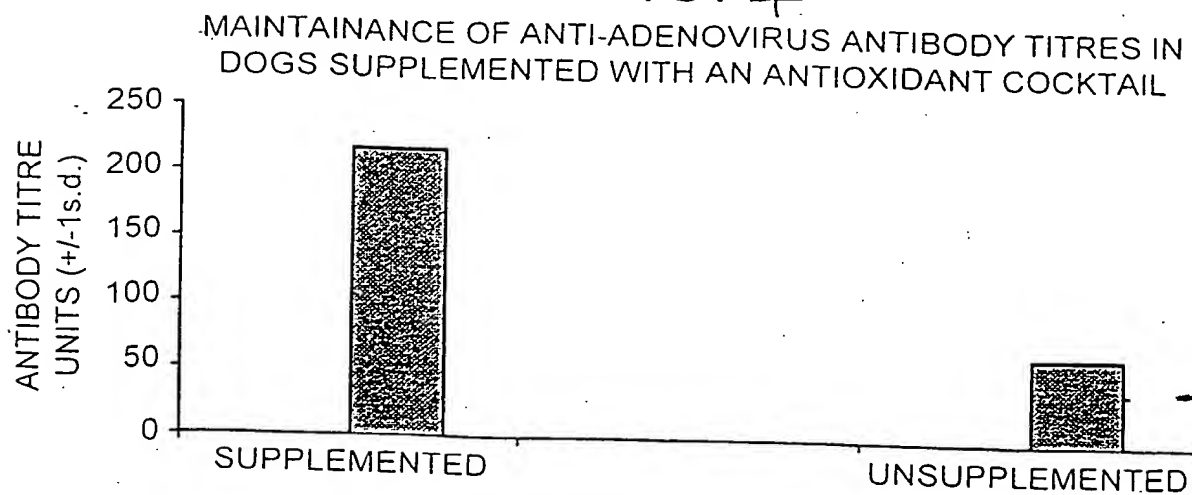 MAINTAINANCE OF ANTI-ADENOVIRUS ANTIBODY TITRES IN
DOGS SUPPLEMENTED WITH AN ANTIOXIDANT COCKTAIL
ANTIBODY TITRE
UNITS (+/-1s.d.)
250
200
150
100
50
0
SUPPLEMENTED
UNSUPPLEMENTED